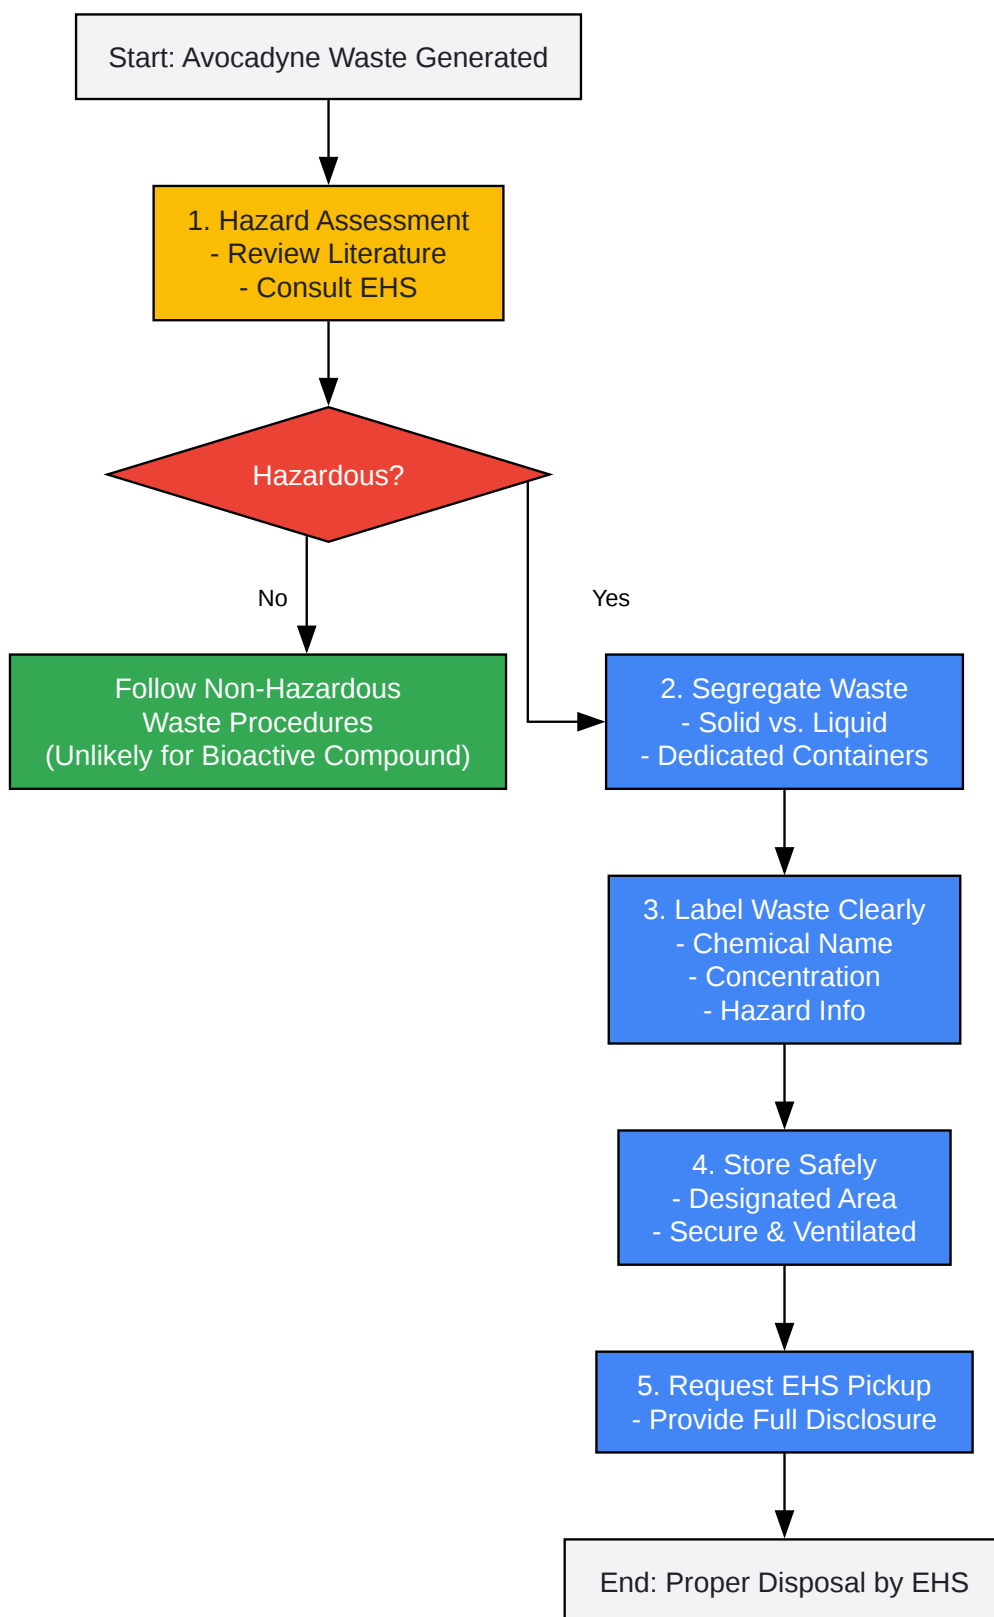 Start: Avocadyne Waste Generated
1. Hazard Assessment
- Review Literature
- Consult EHS
Hazardous?
No
Yes
Follow Non-Hazardous
Waste Procedures
(Unlikely for Bioactive Compound)
2. Segregate Waste
- Solid vs. Liquid
- Dedicated Containers
3. Label Waste Clearly
- Chemical Name
- Concentration
- Hazard Info
4. Store Safely
- Designated Area
- Secure & Ventilated
5. Request EHS Pickup
- Provide Full Disclosure
End: Proper Disposal by EHS